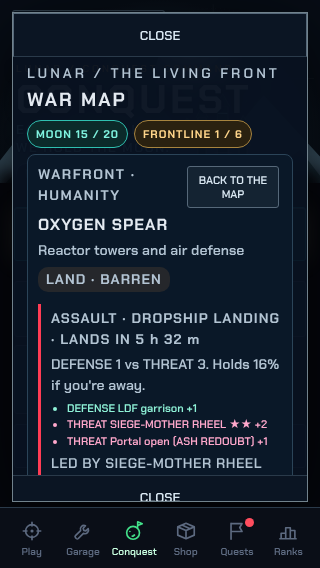 CLOSE
LUNAR / THE LIVING FRONT
WAR MAP
MOON 15 / 20
FRONTLINE 1 / 6
WARFRONT ·
HUMANITY
BACK TO THE
MAP
OXYGEN SPEAR
Reactor towers and air defense
LAND · BARREN
ASSAULT · DROPSHIP LANDING
· LANDS IN 5 h 32 m
DEFENSE 1 vs THREAT 3. Holds 16%
if you're away.
• DEFENSE LDF garrison +1
• THREAT SIEGE-MOTHER RHEEL ★★ +2
• THREAT Portal open (ASH REDOUBT) +1
LED BY SIEGE-MOTHER RHEEL
CLOSE
Play
Garage
Conquest
Shop
Quests
Ranks